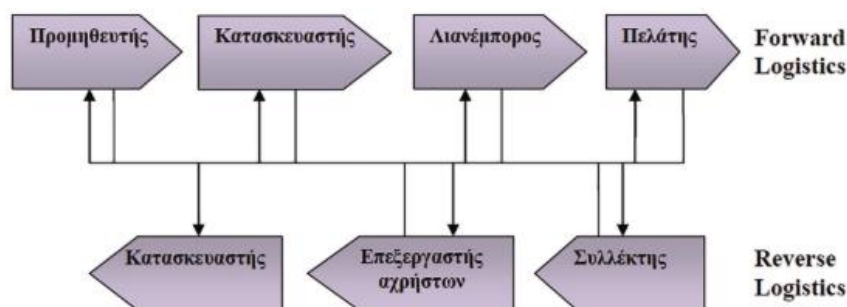 Προμηθευτής
Κατασκευαστής
Λιανέμπορος
Πελάτης
Forward
Logistics
Κατασκευαστής
Επεξεργαστής
αχρήστων
Συλλέκτης
Reverse
Logistics